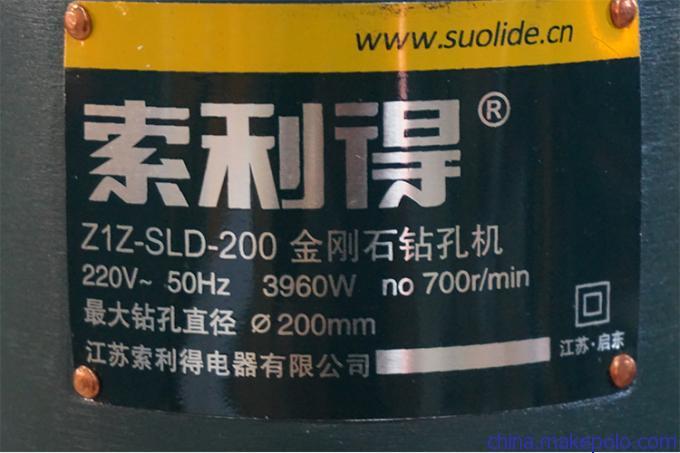 www.suolide.cn
索利得®
Z1Z-SLD-200 金刚石钻孔机
220V~ 50Hz 3960W no 700r/min
最大钻孔直径 Ø200mm
江苏索利得电器有限公司
江苏·启东
china.makepolo.com